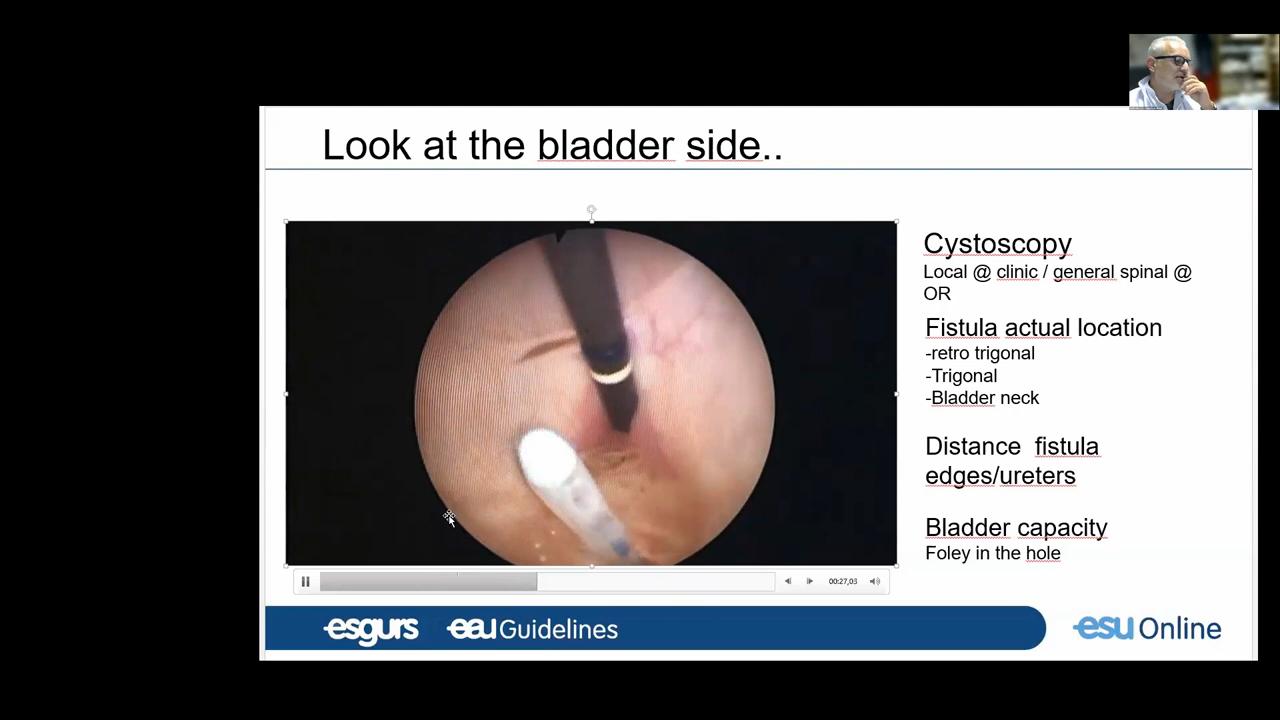 Look at the bladder side..
Cystoscopy
Local @ clinic / general spinal @
OR
Fistula actual location
-retro trigonal
-Trigonal
-Bladder neck
Distance fistula
edges/ureters
Bladder capacity
Foley in the hole
00:27,03
esgurs
eau Guidelines
esu Online